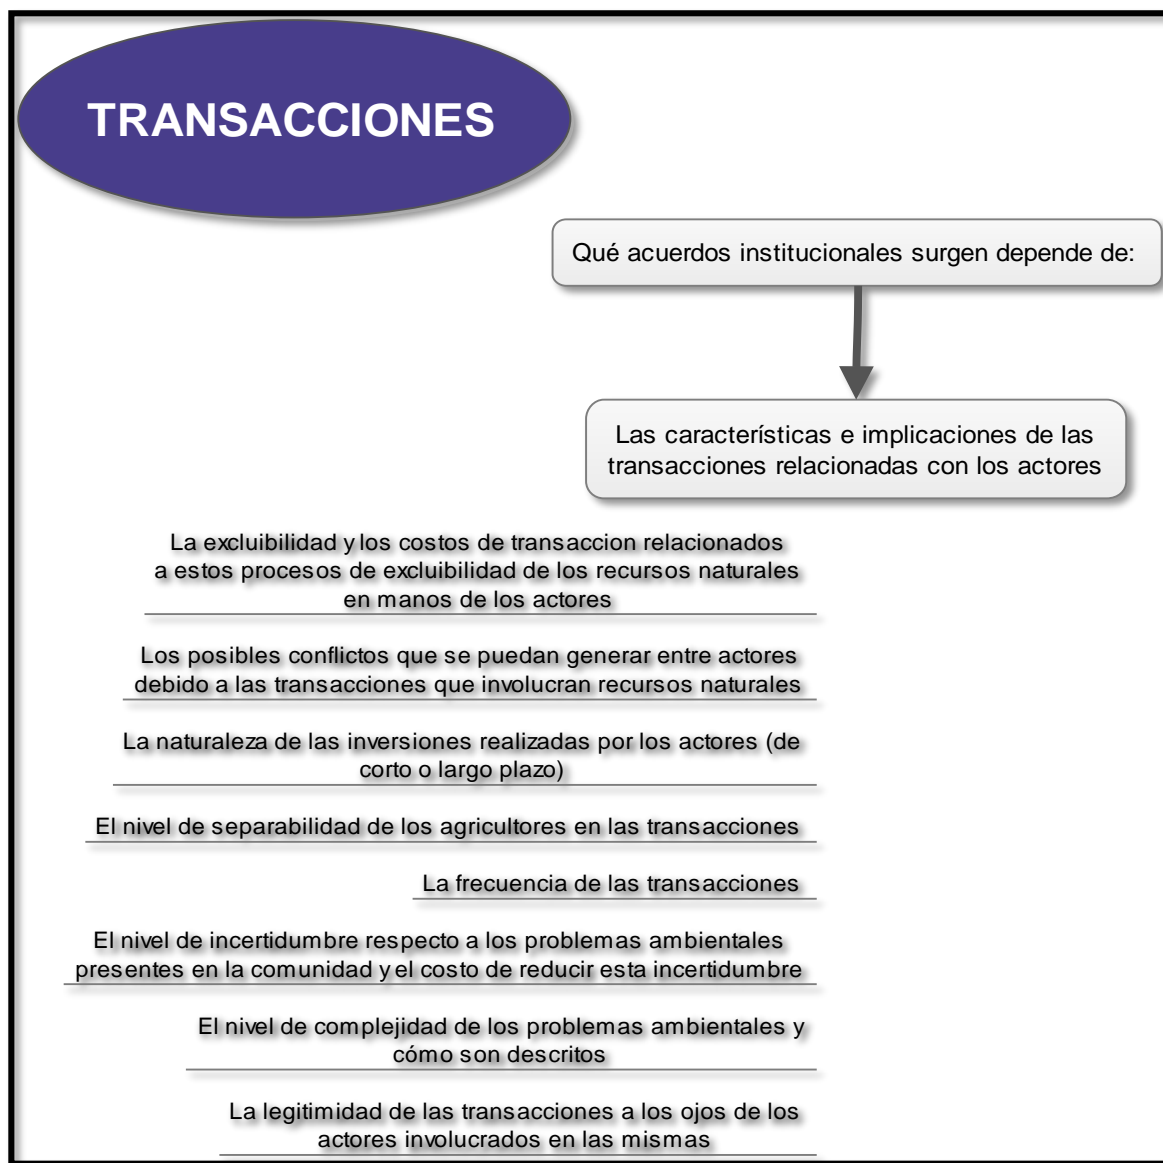 TRANSACCIONES
Qué acuerdos institucionales surgen depende de:
Las características e implicaciones de las
transacciones relacionadas con los actores
La excluibilidad y los costos de transaccion relacionados
a estos procesos de excluibilidad de los recursos naturales
en manos de los actores
Los posibles conflictos que se puedan generar entre actores
debido a las transacciones que involucran recursos naturales
La naturaleza de las inversiones realizadas por los actores (de
corto o largo plazo)
El nivel de separabilidad de los agricultores en las transacciones
La frecuencia de las transacciones
El nivel de incertidumbre respecto a los problemas ambientales
presentes en la comunidad y el costo de reducir esta incertidumbre
El nivel de complejidad de los problemas ambientales y
cómo son descritos
La legitimidad de las transacciones a los ojos de los
actores involucrados en las mismas